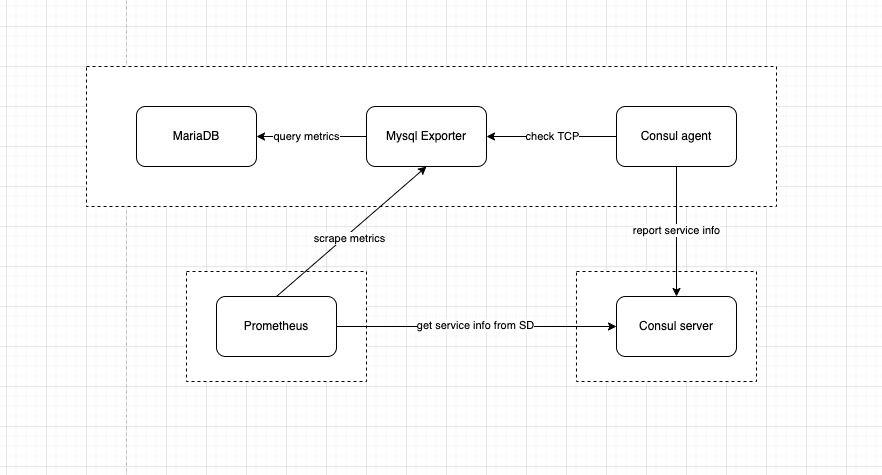 MariaDB
query metrics
Mysql Exporter
check TCP
Consul agent
scrape metrics
report service info
Prometheus
get service info from SD
Consul server